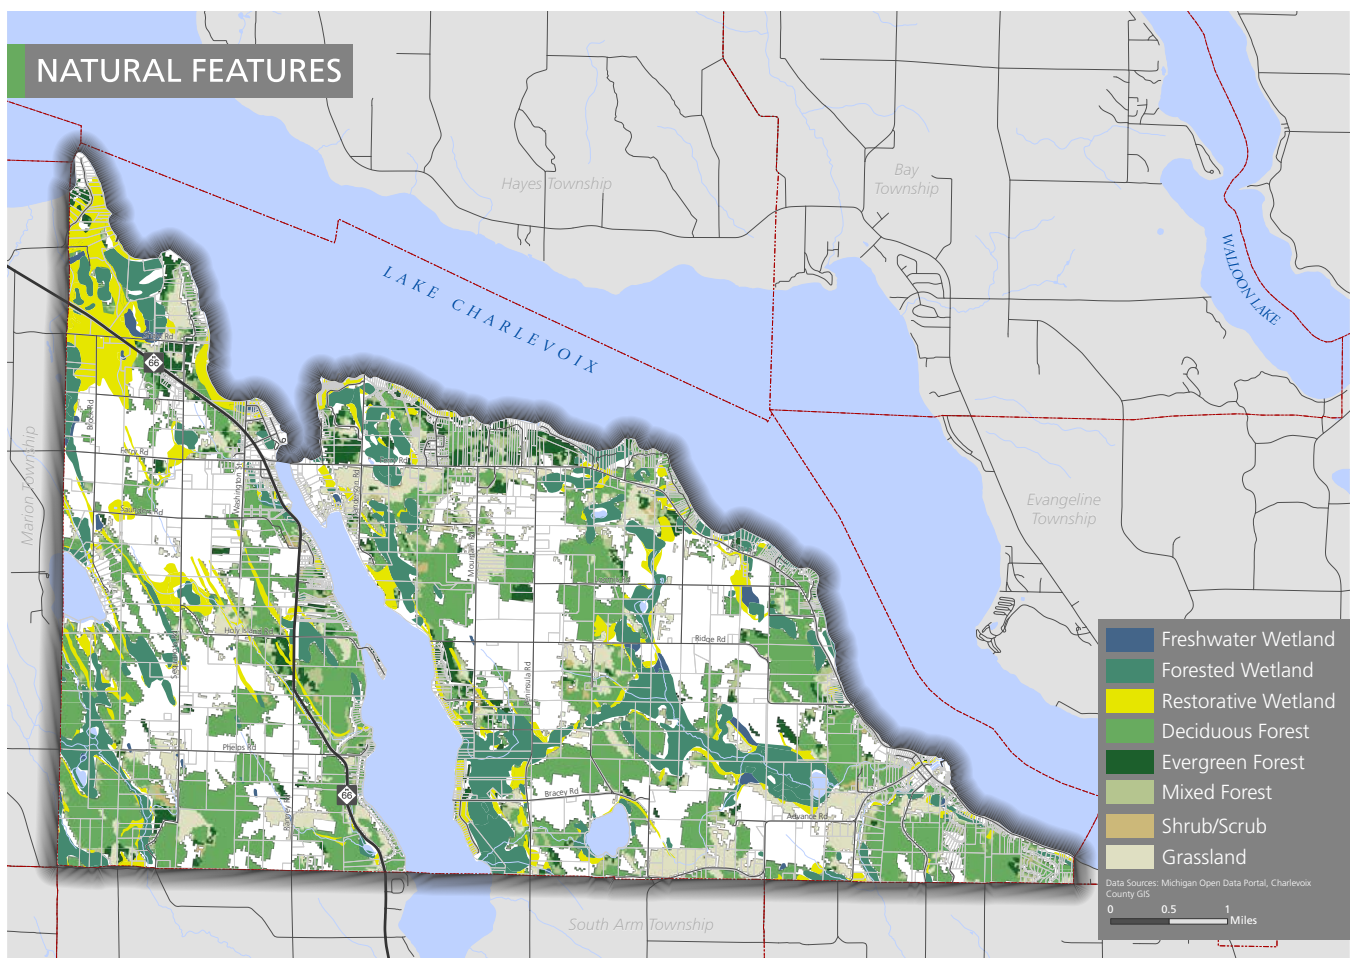 NATURAL FEATURES
Hayes Township
Bay
Township
LAKE CHARLEVOIX
WALLOON LAKE
66
Ferry Rd
Marion Township
Evangeline
Township
Ridge Rd
Phelps Rd
66
Bracey Rd
Advance Rd
South Arm Township
Freshwater Wetland
Forested Wetland
Restorative Wetland
Deciduous Forest
Evergreen Forest
Mixed Forest
Shrub/Scrub
Grassland
Data Sources: Michigan Open Data Portal, Charlevoix
County GIS
0 0.5 1
Miles